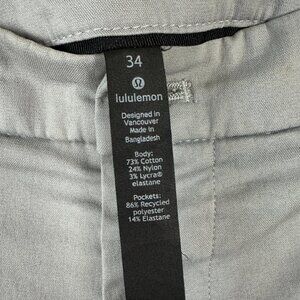 34
lululemon
Designed in
Vancouver
Made in
Bangladesh
Body:
73% Cotton
24% Nylon
3% Lycra®
elastane
Pockets:
86% Recycled
polyester
14% Elastane